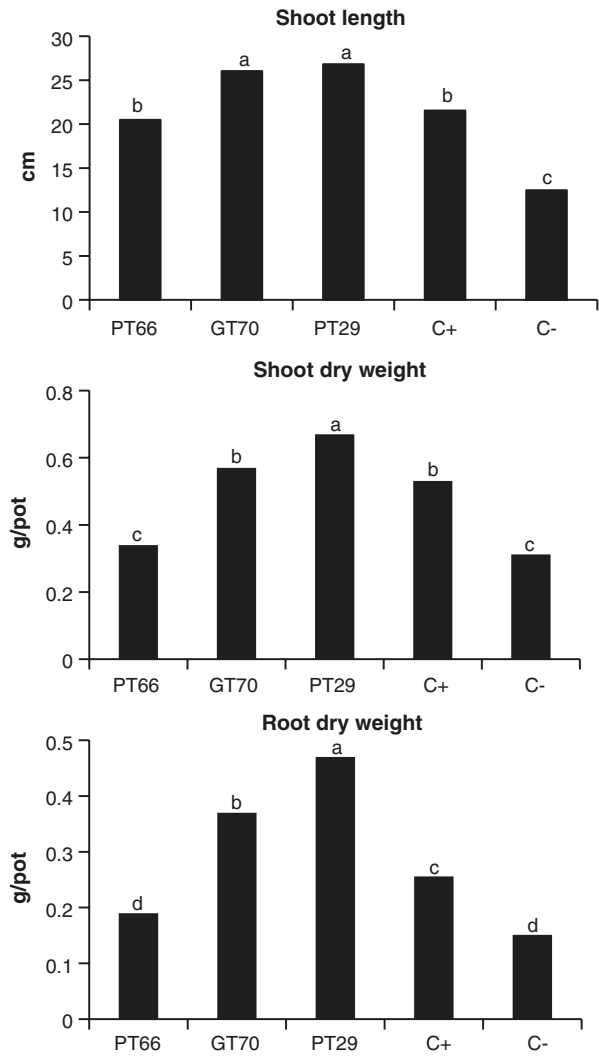 Shoot length
30
25
20
15
10
5
0
cm
b
a
a
b
c
PT66 GT70 PT29 C+ C-
Shoot dry weight
0.8
0.6
0.4
0.2
0
g/pot
c
b
a
b
c
PT66 GT70 PT29 C+ C-
Root dry weight
0.5
0.4
0.3
0.2
0.1
0
g/pot
d
b
a
c
d
PT66 GT70 PT29 C+ C-